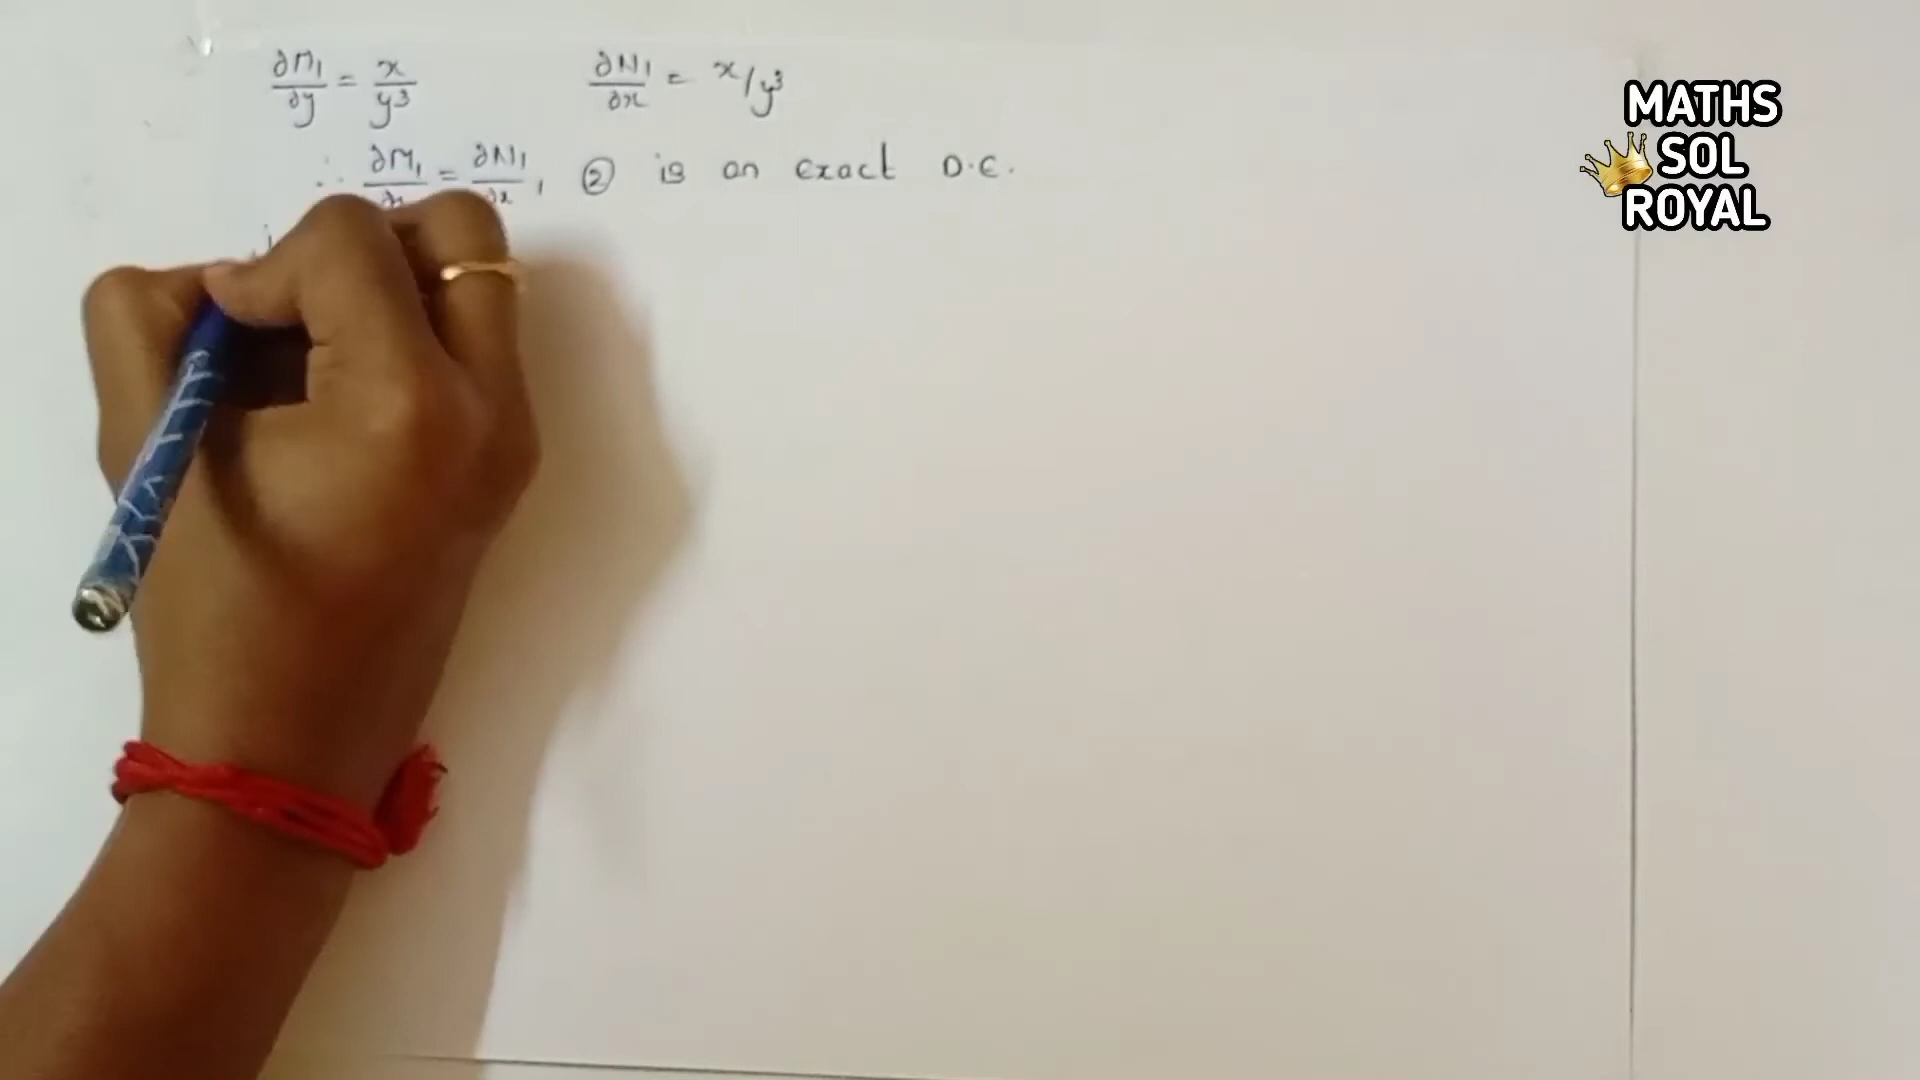 ∂M₁/∂y = x/y³ ∂N₁/∂x = x/y³
∴ ∂M₁/∂y = ∂N₁/∂x, ② is an exact D.E.
MATHS
SOL
ROYAL